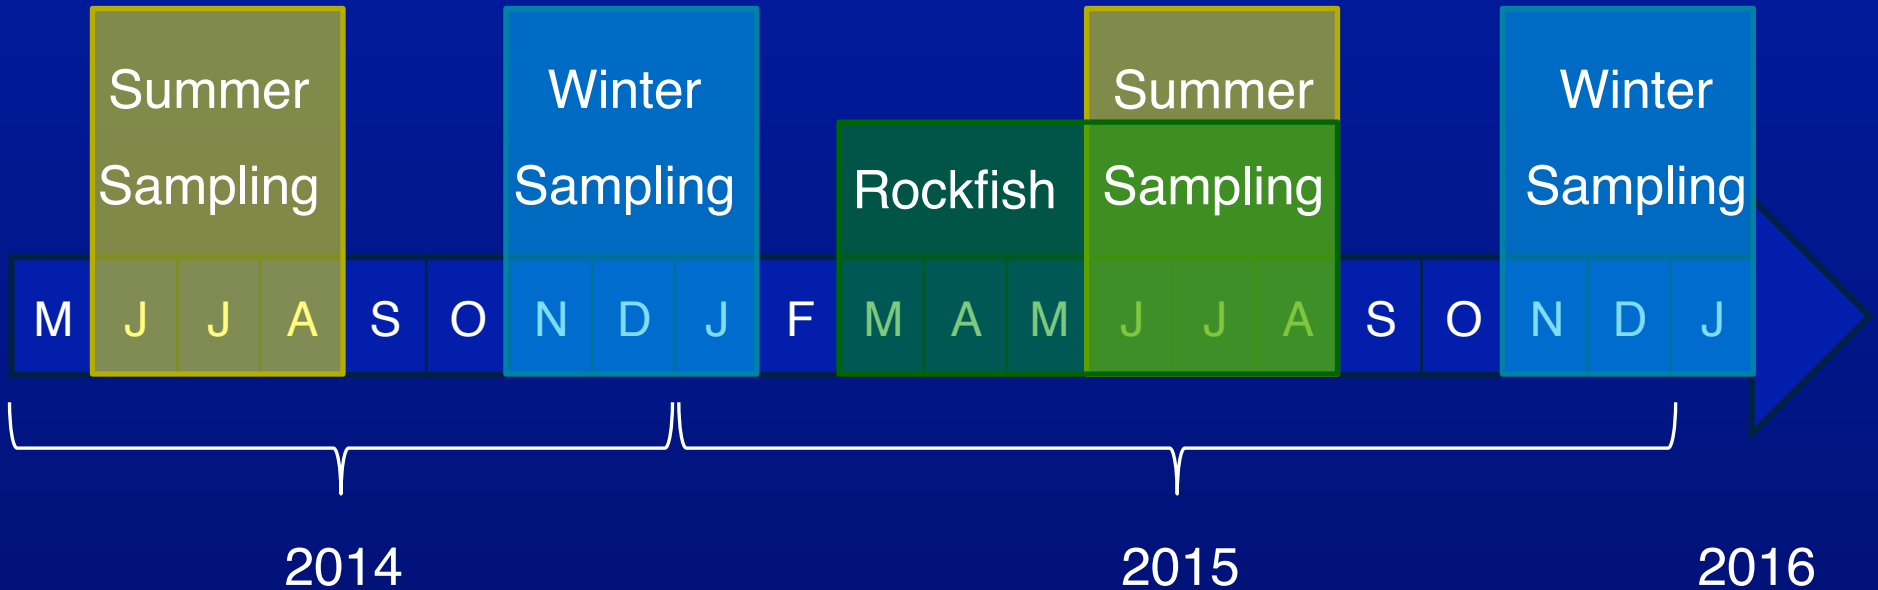 Summer
Sampling
Winter
Sampling
Rockfish
Summer
Sampling
Winter
Sampling
M J J A S O N D J F M A M J J A S O N D J
2014 2015 2016